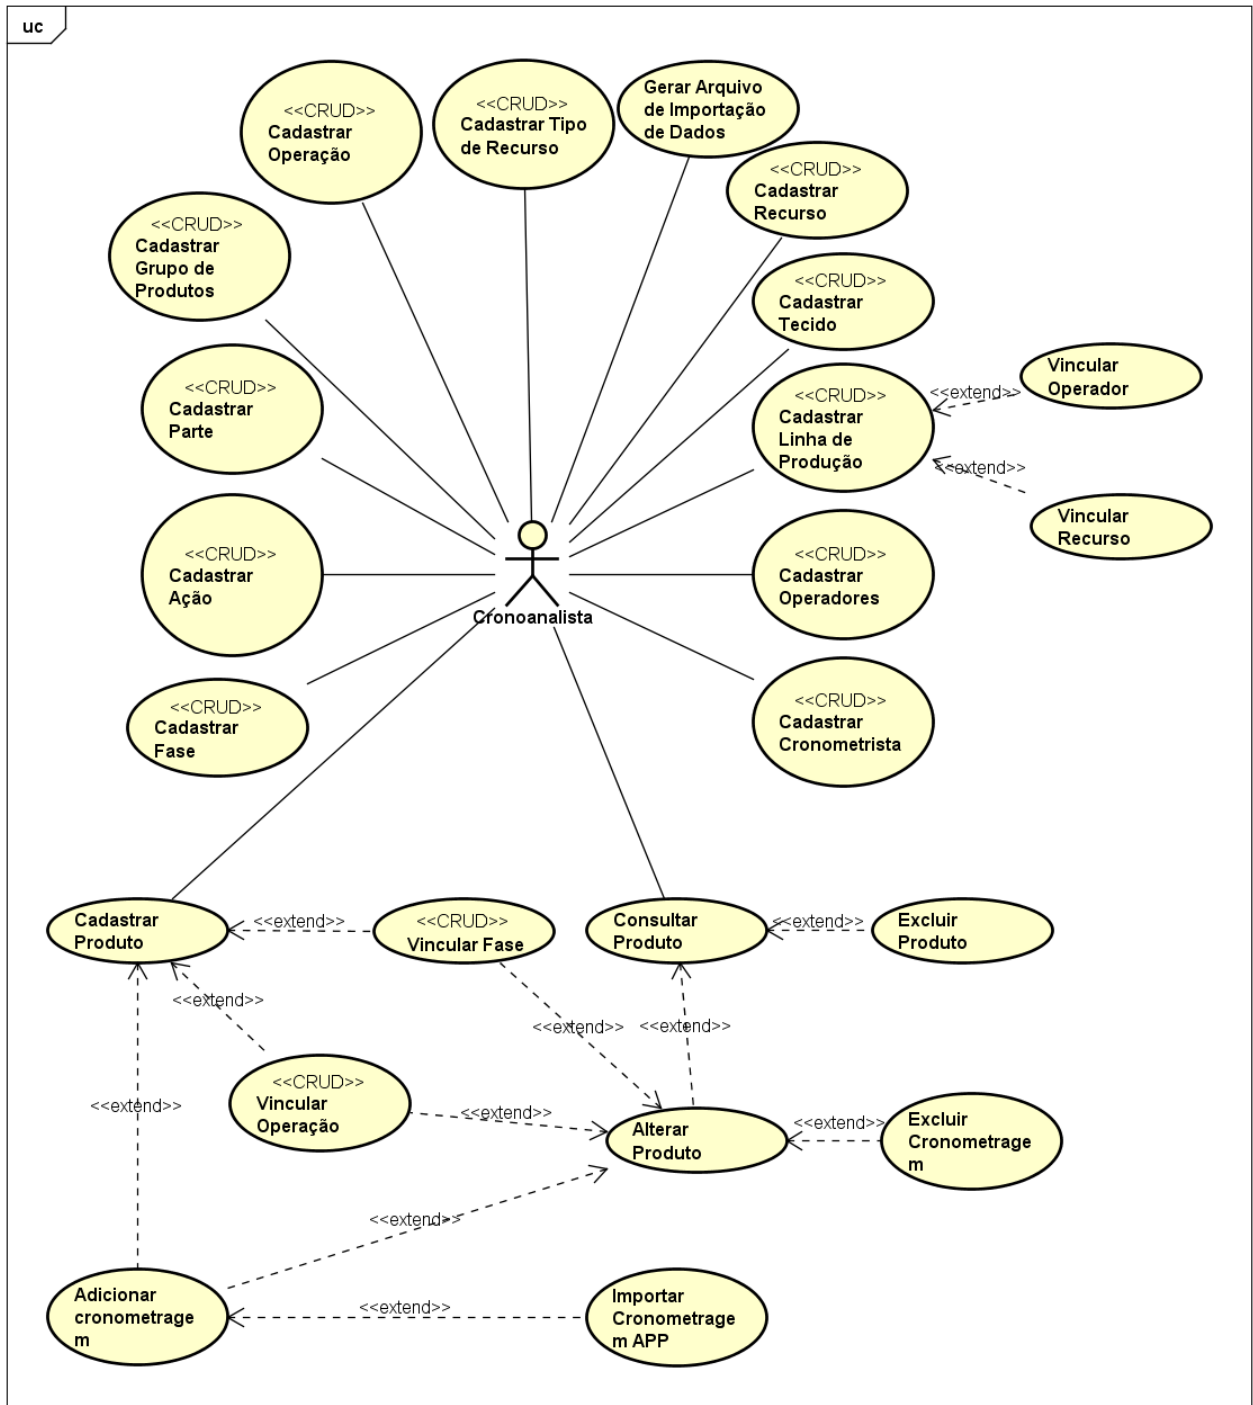 uc
<<CRUD>>
Cadastrar
Operação
<<CRUD>>
Cadastrar Tipo
de Recurso
Gerar Arquivo
de Importação
de Dados
<<CRUD>>
Cadastrar
Recurso
<<CRUD>>
Cadastrar
Grupo de
Produtos
<<CRUD>>
Cadastrar
Tecido
<<CRUD>>
Cadastrar
Parte
<<CRUD>>
Cadastrar
Linha de
Produção
<<extend>>
Vincular
Operador
<<extend>>
Vincular
Recurso
<<CRUD>>
Cadastrar
Ação
Cronoanalista
<<CRUD>>
Cadastrar
Operadores
<<CRUD>>
Cadastrar
Fase
<<CRUD>>
Cadastrar
Cronometrista
Cadastrar
Produto
<<extend>>
<<CRUD>>
Vincular Fase
Consultar
Produto
<<extend>>
Excluir
Produto
<<extend>>
<<extend>>
<<extend>>
<<extend>>
<<CRUD>>
Vincular
Operação
<<extend>>
Alterar
Produto
<<extend>>
Excluir
Cronometrage
m
<<extend>>
Adicionar
cronometrage
m
<<extend>>
Importar
Cronometrage
m APP